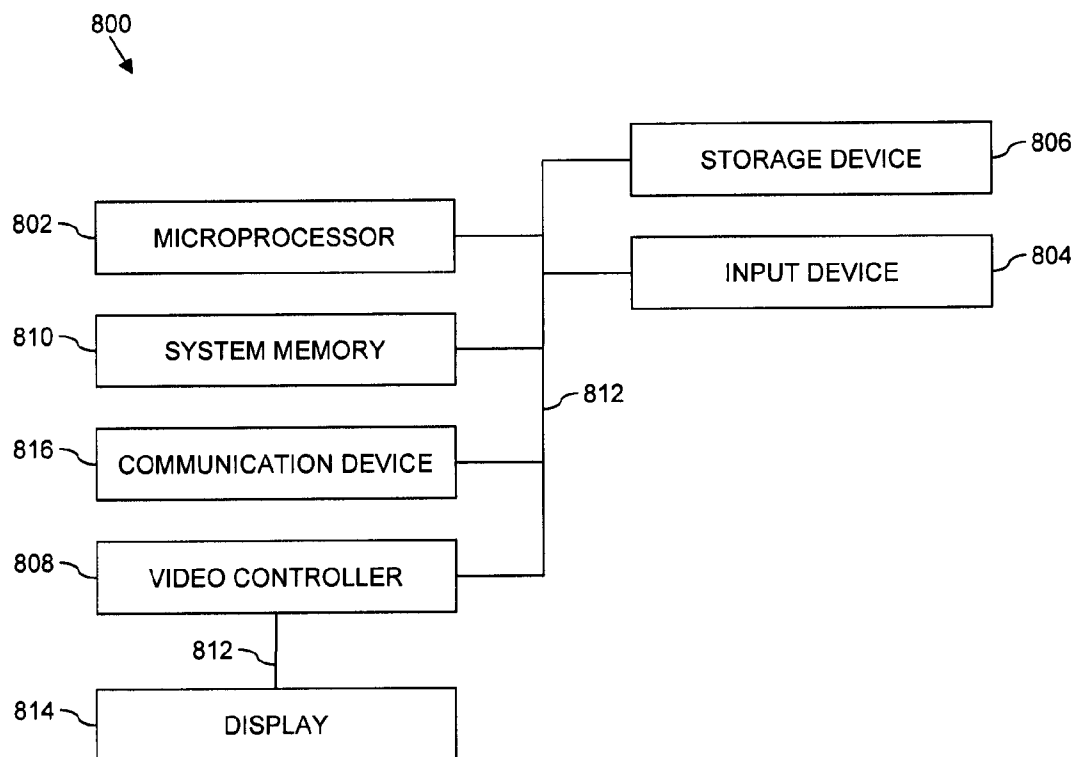 800
STORAGE DEVICE
806
802
MICROPROCESSOR
INPUT DEVICE
804
810
SYSTEM MEMORY
812
816
COMMUNICATION DEVICE
808
VIDEO CONTROLLER
812
814
DISPLAY